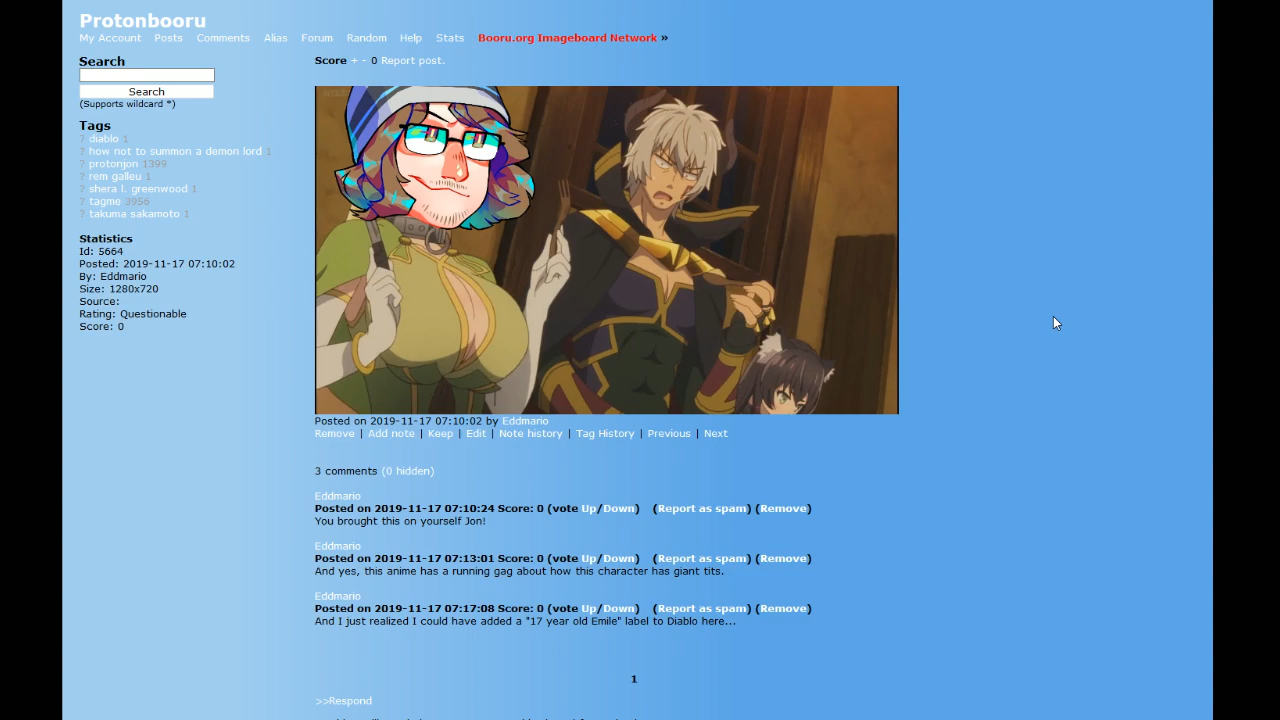 Protonbooru
My Account Posts Comments Alias Forum Random Help Stats Booru.org Imageboard Network »
Search
Search
(Supports wildcard *)
Tags
? diablo 1
? how not to summon a demon lord 1
? protonjon 1399
? rem galleu 1
? shera l. greenwood 1
? tagme 3956
? takuma sakamoto 1
Statistics
Id: 5664
Posted: 2019-11-17 07:10:02
By: Eddmario
Size: 1280x720
Source:
Rating: Questionable
Score: 0
Score + - 0 Report post.
Posted on 2019-11-17 07:10:02 by Eddmario
Remove | Add note | Keep | Edit | Note history | Tag History | Previous | Next
3 comments (0 hidden)
Eddmario
Posted on 2019-11-17 07:10:24 Score: 0 (vote Up/Down) (Report as spam) (Remove)
You brought this on yourself Jon!
Eddmario
Posted on 2019-11-17 07:13:01 Score: 0 (vote Up/Down) (Report as spam) (Remove)
And yes, this anime has a running gag about how this character has giant tits.
Eddmario
Posted on 2019-11-17 07:17:08 Score: 0 (vote Up/Down) (Report as spam) (Remove)
And I just realized I could have added a "17 year old Emile" label to Diablo here...
1
>>Respond